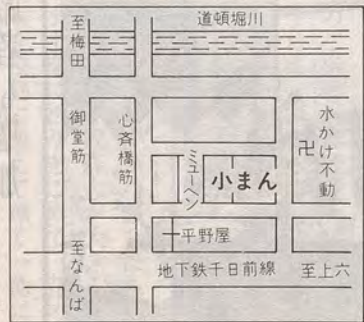 道頓堀川
至梅田
御堂筋
心斉橋筋
水かけ不動
卍
ミューヘン
小まん
平野屋
至なんば
地下鉄千日前線
至上六